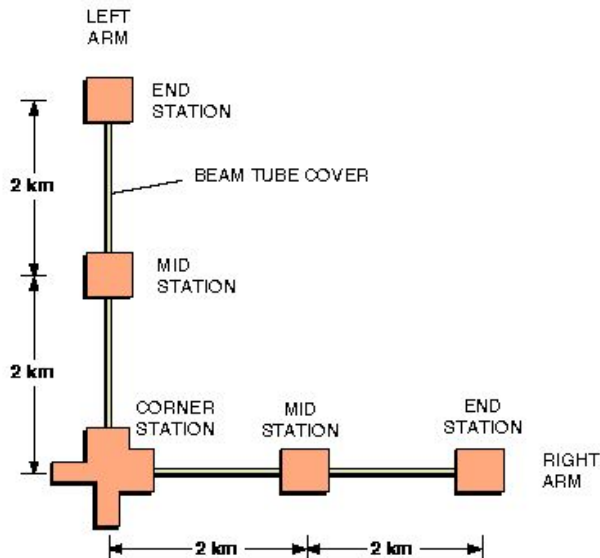 LEFT
ARM
END
STATION
2 km
BEAM TUBE COVER
MID
STATION
2 km
CORNER
STATION
MID
STATION
END
STATION
RIGHT
ARM
2 km
2 km